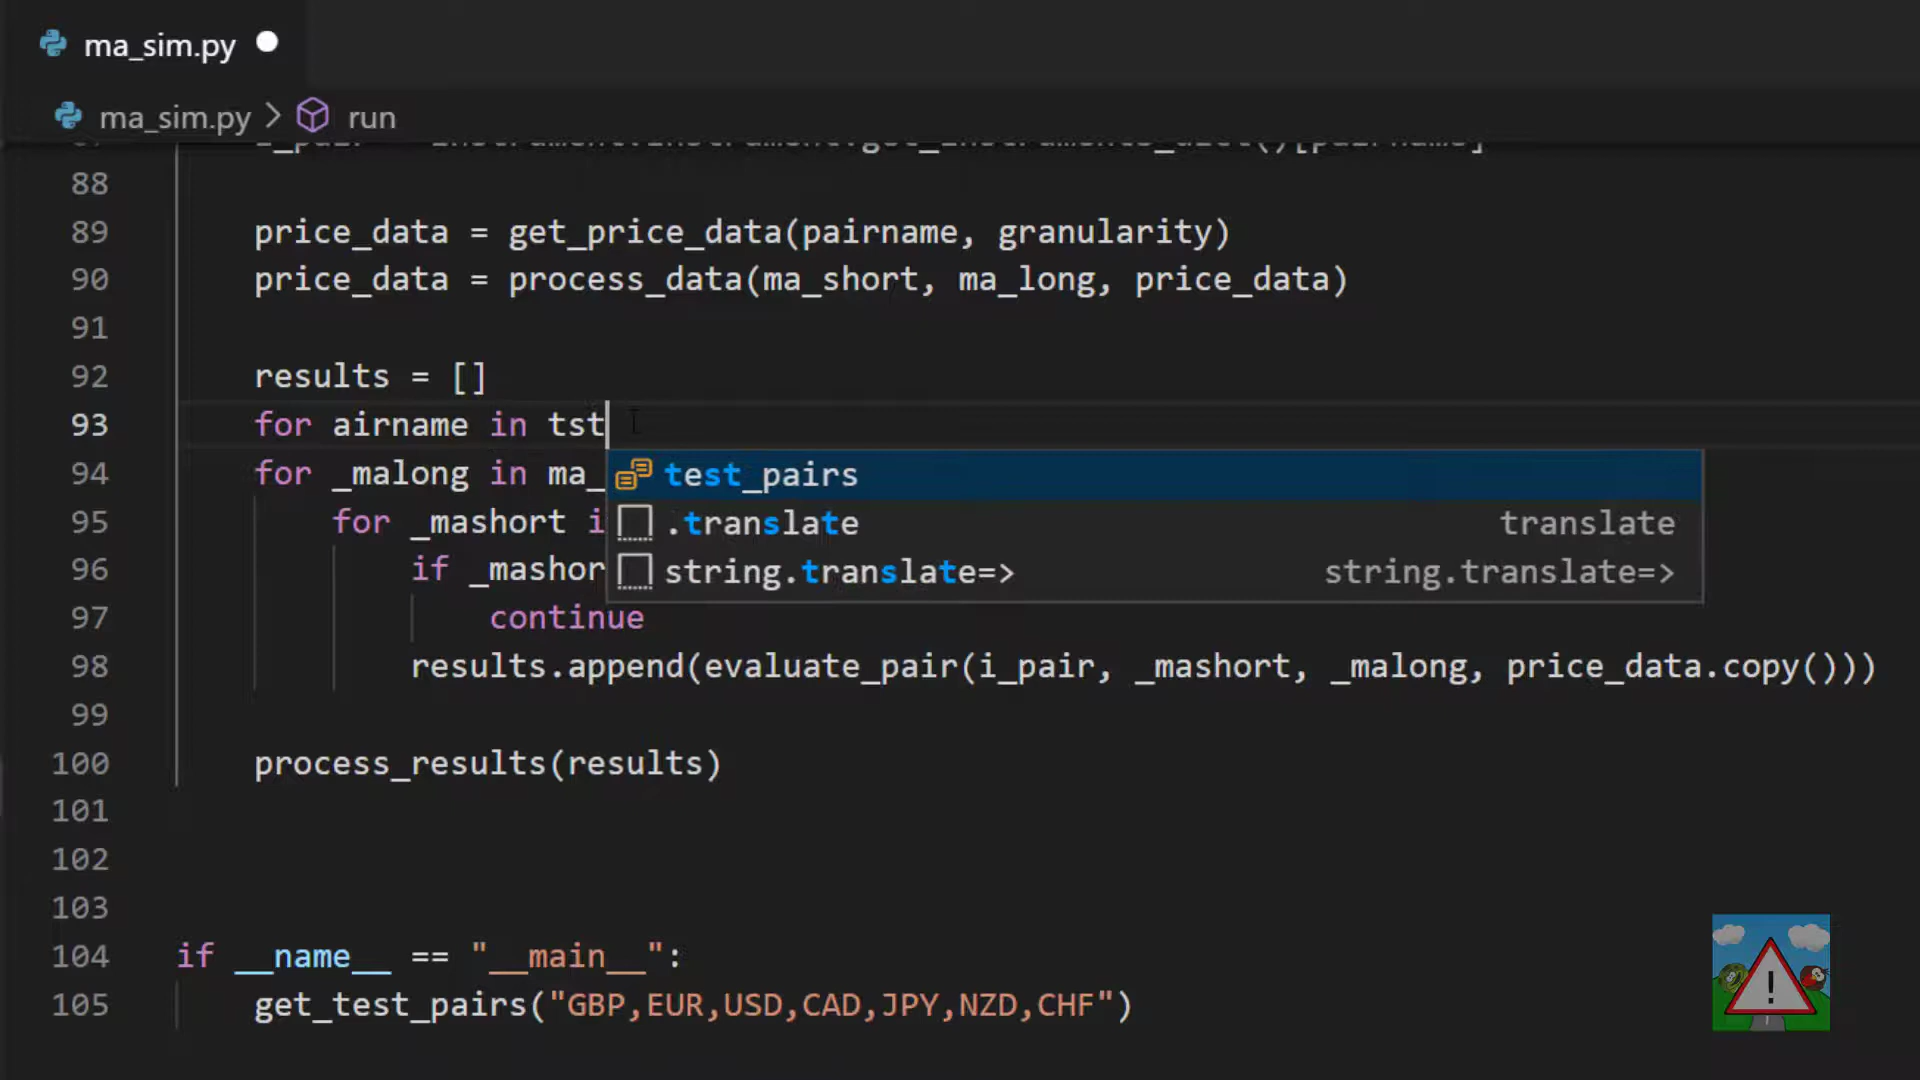 ma_sim.py
ma_sim.py > run
88
89 price_data = get_price_data(pairname, granularity)
90 price_data = process_data(ma_short, ma_long, price_data)
91
92 results = []
93 for airname in tst
94 for _malong in ma_ test_pairs
95 for _mashort i .translate translate
96 if _mashor string.translate=> string.translate=>
97 continue
98 results.append(evaluate_pair(i_pair, _mashort, _malong, price_data.copy()))
99
100 process_results(results)
101
102
103
104 if __name__ == "__main__":
105 get_test_pairs("GBP,EUR,USD,CAD,JPY,NZD,CHF")